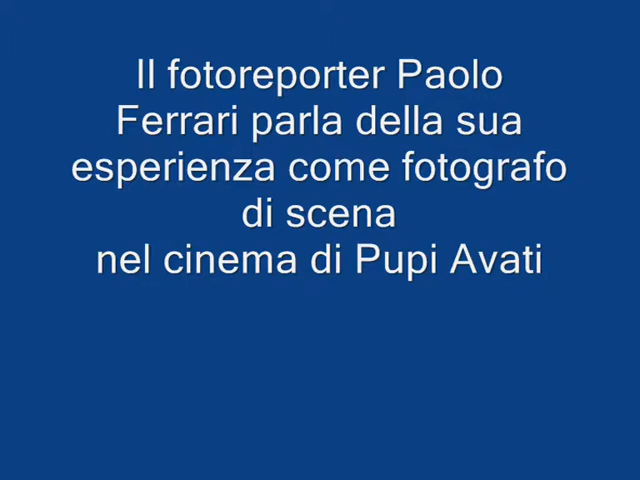 Il fotoreporter Paolo
Ferrari parla della sua
esperienza come fotografo
di scena
nel cinema di Pupi Avati